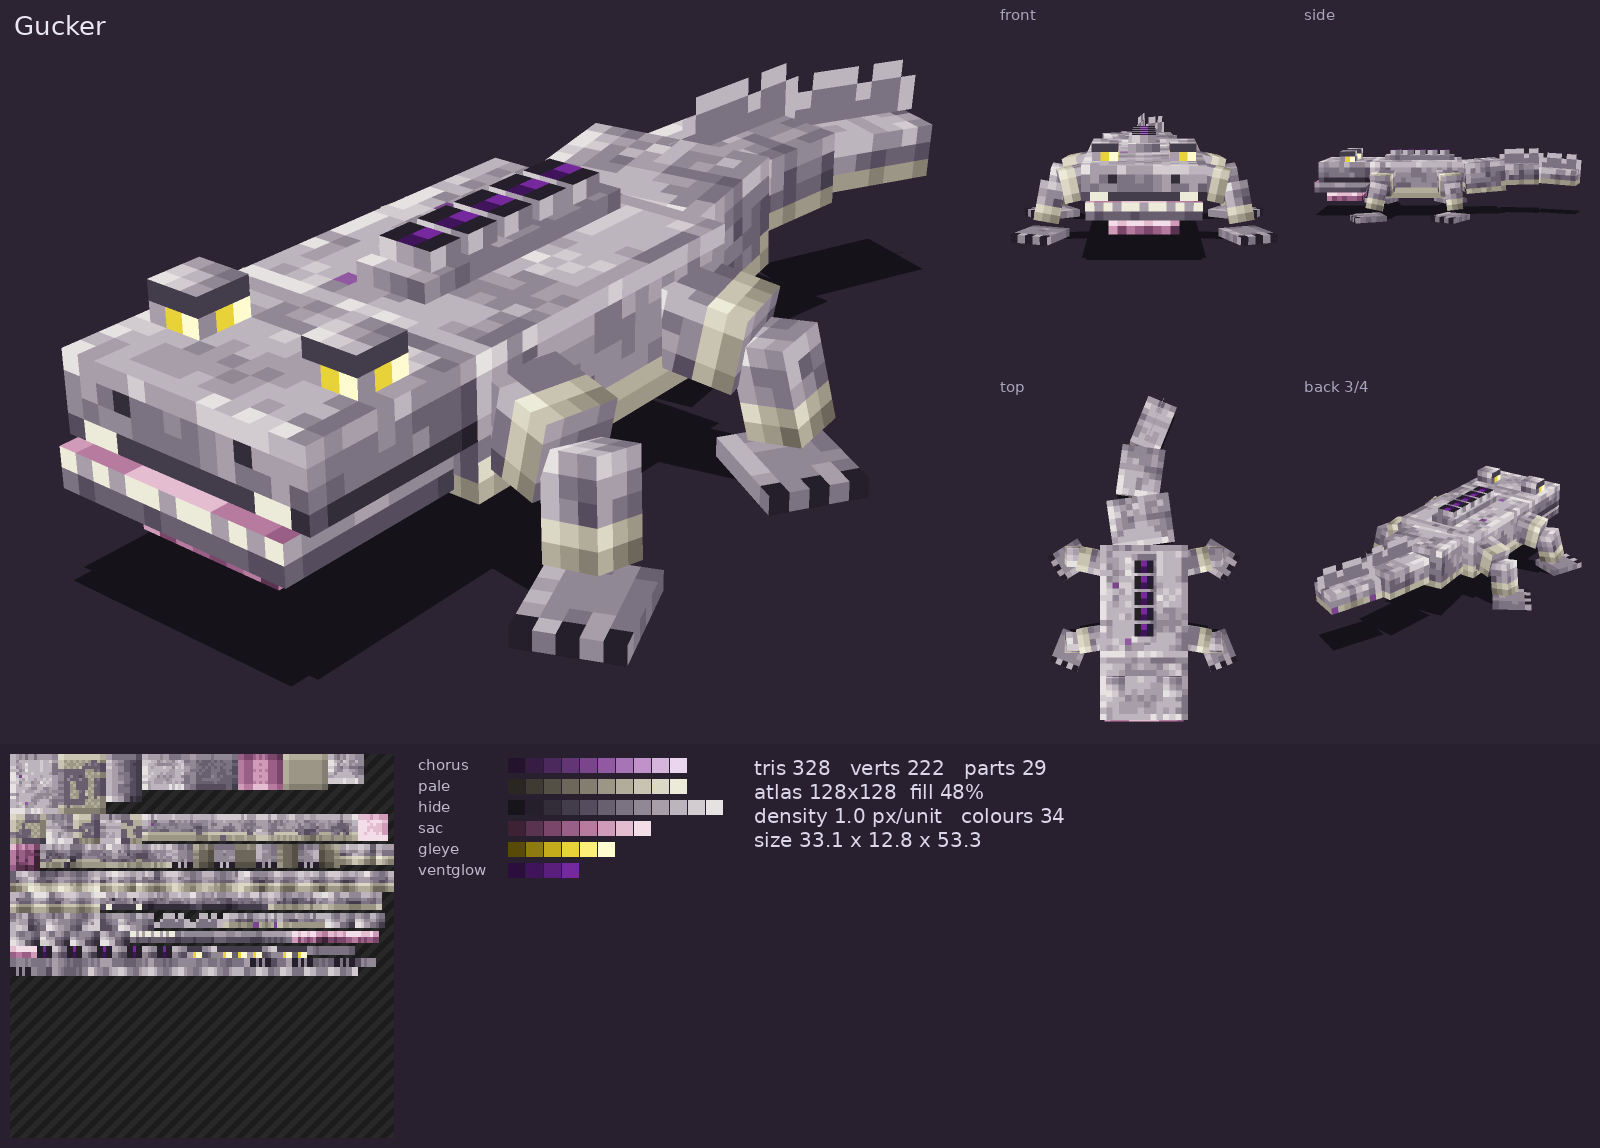 Gucker
front
side
top
back 3/4
chorus
pale
hide
sac
gleye
ventglow
tris 328 verts 222 parts 29
atlas 128x128 fill 48%
density 1.0 px/unit colours 34
size 33.1 x 12.8 x 53.3